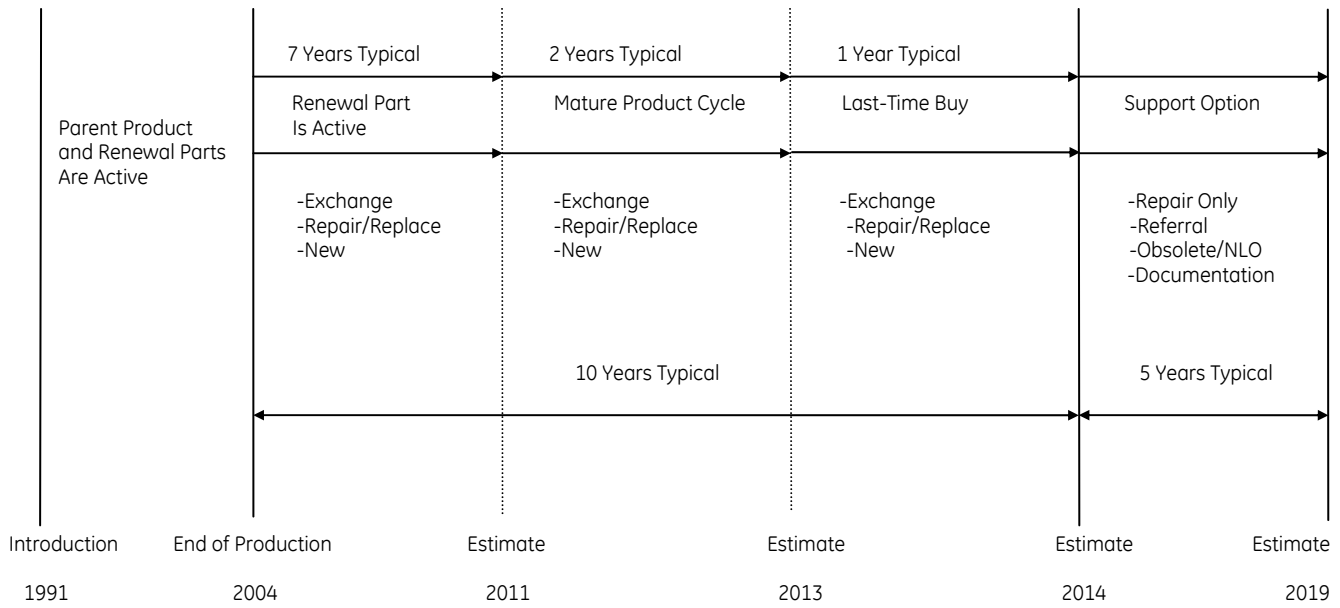 7 Years Typical
2 Years Typical
1 Year Typical
Parent Product
and Renewal Parts
Are Active
Renewal Part
Is Active
Mature Product Cycle
Last-Time Buy
Support Option
-Exchange
-Repair/Replace
-New
-Exchange
-Repair/Replace
-New
-Exchange
-Repair/Replace
-New
-Repair Only
-Referral
-Obsolete/NLO
-Documentation
10 Years Typical
5 Years Typical
Introduction
End of Production
Estimate
Estimate
Estimate
Estimate
1991
2004
2011
2013
2014
2019